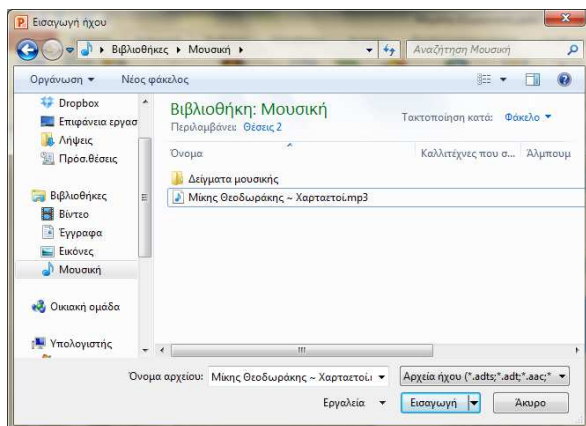 Εισαγωγή ήχου
Βιβλιοθήκες ▸ Μουσική ▸
Αναζήτηση Μουσική
Οργάνωση
Νέος φάκελος
Dropbox
Επιφάνεια εργασ
Λήψεις
Πρόσ.θέσεις
Βιβλιοθήκες
Βίντεο
Έγγραφα
Εικόνες
Μουσική
Οικιακή ομάδα
Υπολογιστής
Βιβλιοθήκη: Μουσική
Περιλαμβάνει: Θέσεις 2
Τακτοποίηση κατά: Φάκελο
Όνομα
Καλλιτέχνες που σ...
Άλμπουμ
Δείγματα μουσικής
Μίκης Θεοδωράκης ~ Χαρταετοί.mp3
Όνομα αρχείου: Μίκης Θεοδωράκης ~ Χαρταετοί.
Αρχεία ήχου (*.adts;*.adt;*.aac;*
Εργαλεία
Εισαγωγή
Άκυρο